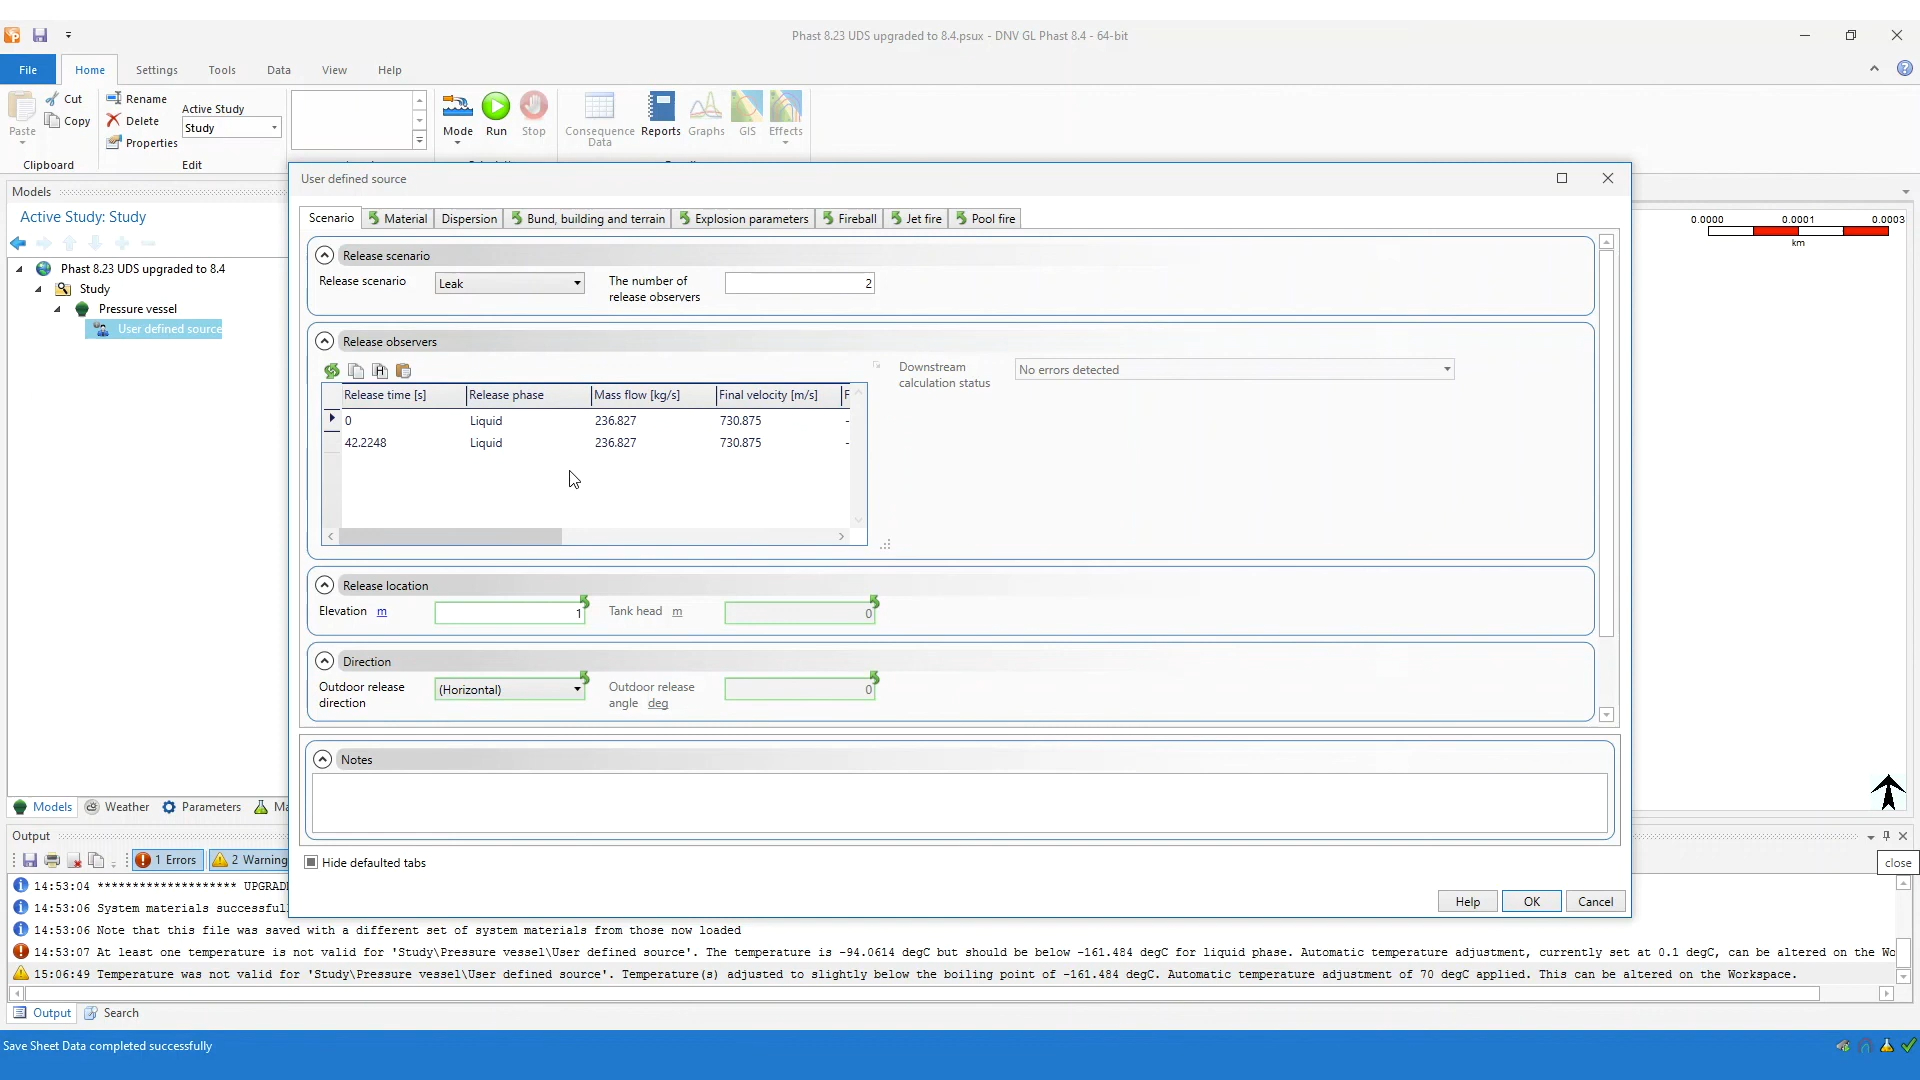 Phast 8.23 UDS upgraded to 8.4.psux - DNV GL Phast 8.4 - 64-bit
File Home Settings Tools Data View Help
Paste Cut Copy Clipboard
Rename Delete Properties Edit
Active Study
Study
Mode Run Stop
Consequence Data Reports Graphs GIS Effects
Models
Active Study: Study
Phast 8.23 UDS upgraded to 8.4
Study
Pressure vessel
User defined source
User defined source
Scenario Material Dispersion Bund, building and terrain Explosion parameters Fireball Jet fire Pool fire
0.0000 0.0001 0.0003
km
Release scenario
Release scenario Leak The number of release observers 2
Release observers
Downstream calculation status No errors detected
Release time [s] Release phase Mass flow [kg/s] Final velocity [m/s] F
0 Liquid 236.827 730.875 -
42.2248 Liquid 236.827 730.875 -
Release location
Elevation m 1 Tank head m 0
Direction
Outdoor release direction (Horizontal) Outdoor release angle deg 0
Notes
Hide defaulted tabs
Help OK Cancel
Models Weather Parameters Ma
Output
1 Errors 2 Warning
close
14:53:04 ******************** UPGRAD
14:53:06 System materials successful
14:53:06 Note that this file was saved with a different set of system materials from those now loaded
14:53:07 At least one temperature is not valid for 'Study\Pressure vessel\User defined source'. The temperature is -94.0614 degC but should be below -161.484 degC for liquid phase. Automatic temperature adjustment, currently set at 0.1 degC, can be altered on the Wo
15:06:49 Temperature was not valid for 'Study\Pressure vessel\User defined source'. Temperature(s) adjusted to slightly below the boiling point of -161.484 degC. Automatic temperature adjustment of 70 degC applied. This can be altered on the Workspace.
Output Search
Save Sheet Data completed successfully